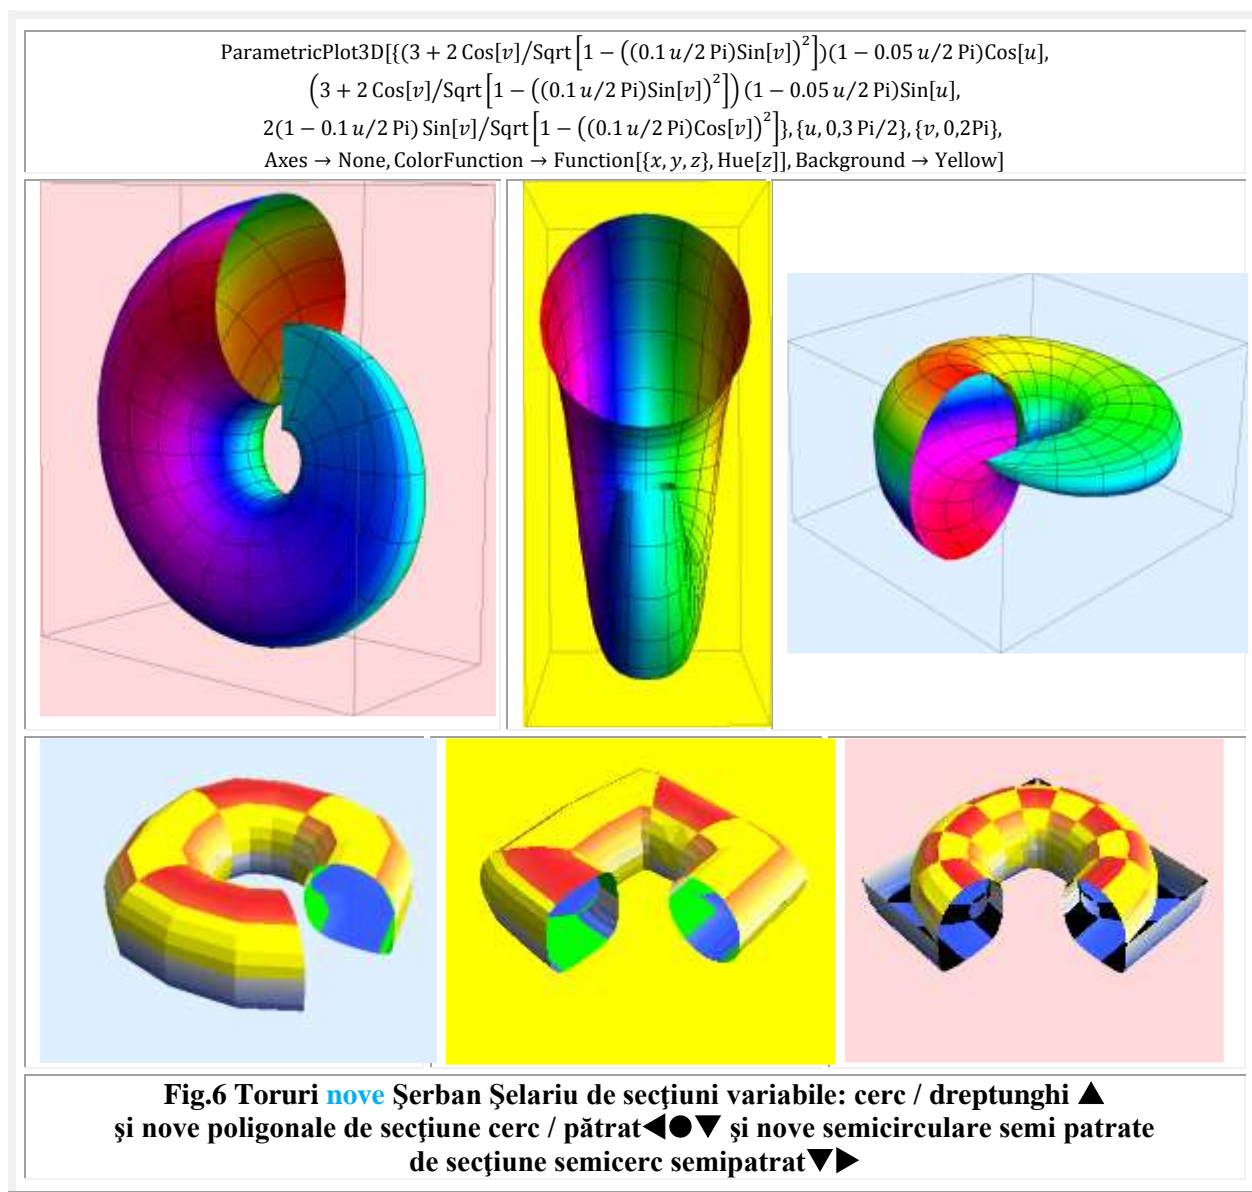 ParametricPlot3D[{(3 + 2 Cos[v]/Sqrt[1 − ((0.1 u/2 Pi)Sin[v])²])(1 − 0.05 u/2 Pi)Cos[u],
(3 + 2 Cos[v]/Sqrt[1 − ((0.1 u/2 Pi)Sin[v])²]) (1 − 0.05 u/2 Pi)Sin[u],
2(1 − 0.1 u/2 Pi) Sin[v]/Sqrt[1 − ((0.1 u/2 Pi)Cos[v])²]}, {u, 0,3 Pi/2}, {v, 0,2Pi},
Axes → None, ColorFunction → Function[{x, y, z}, Hue[z]], Background → Yellow]
Fig.6 Toruri nove Şerban Şelariu de secţiuni variabile: cerc / dreptunghi ▲
şi nove poligonale de secţiune cerc / pătrat◄●▼ şi nove semicirculare semi patrate
de secţiune semicerc semipatrat▼►